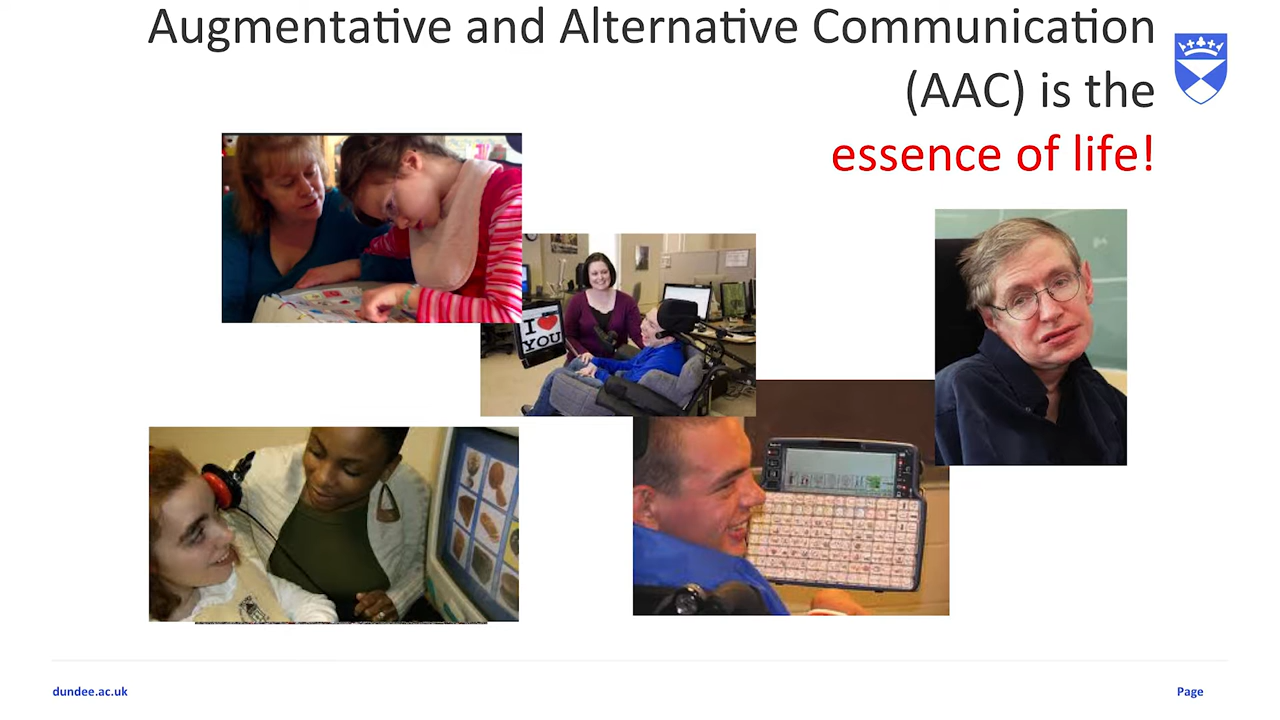 Augmentative and Alternative Communication
(AAC) is the
essence of life!
I
YOU
dundee.ac.uk
Page